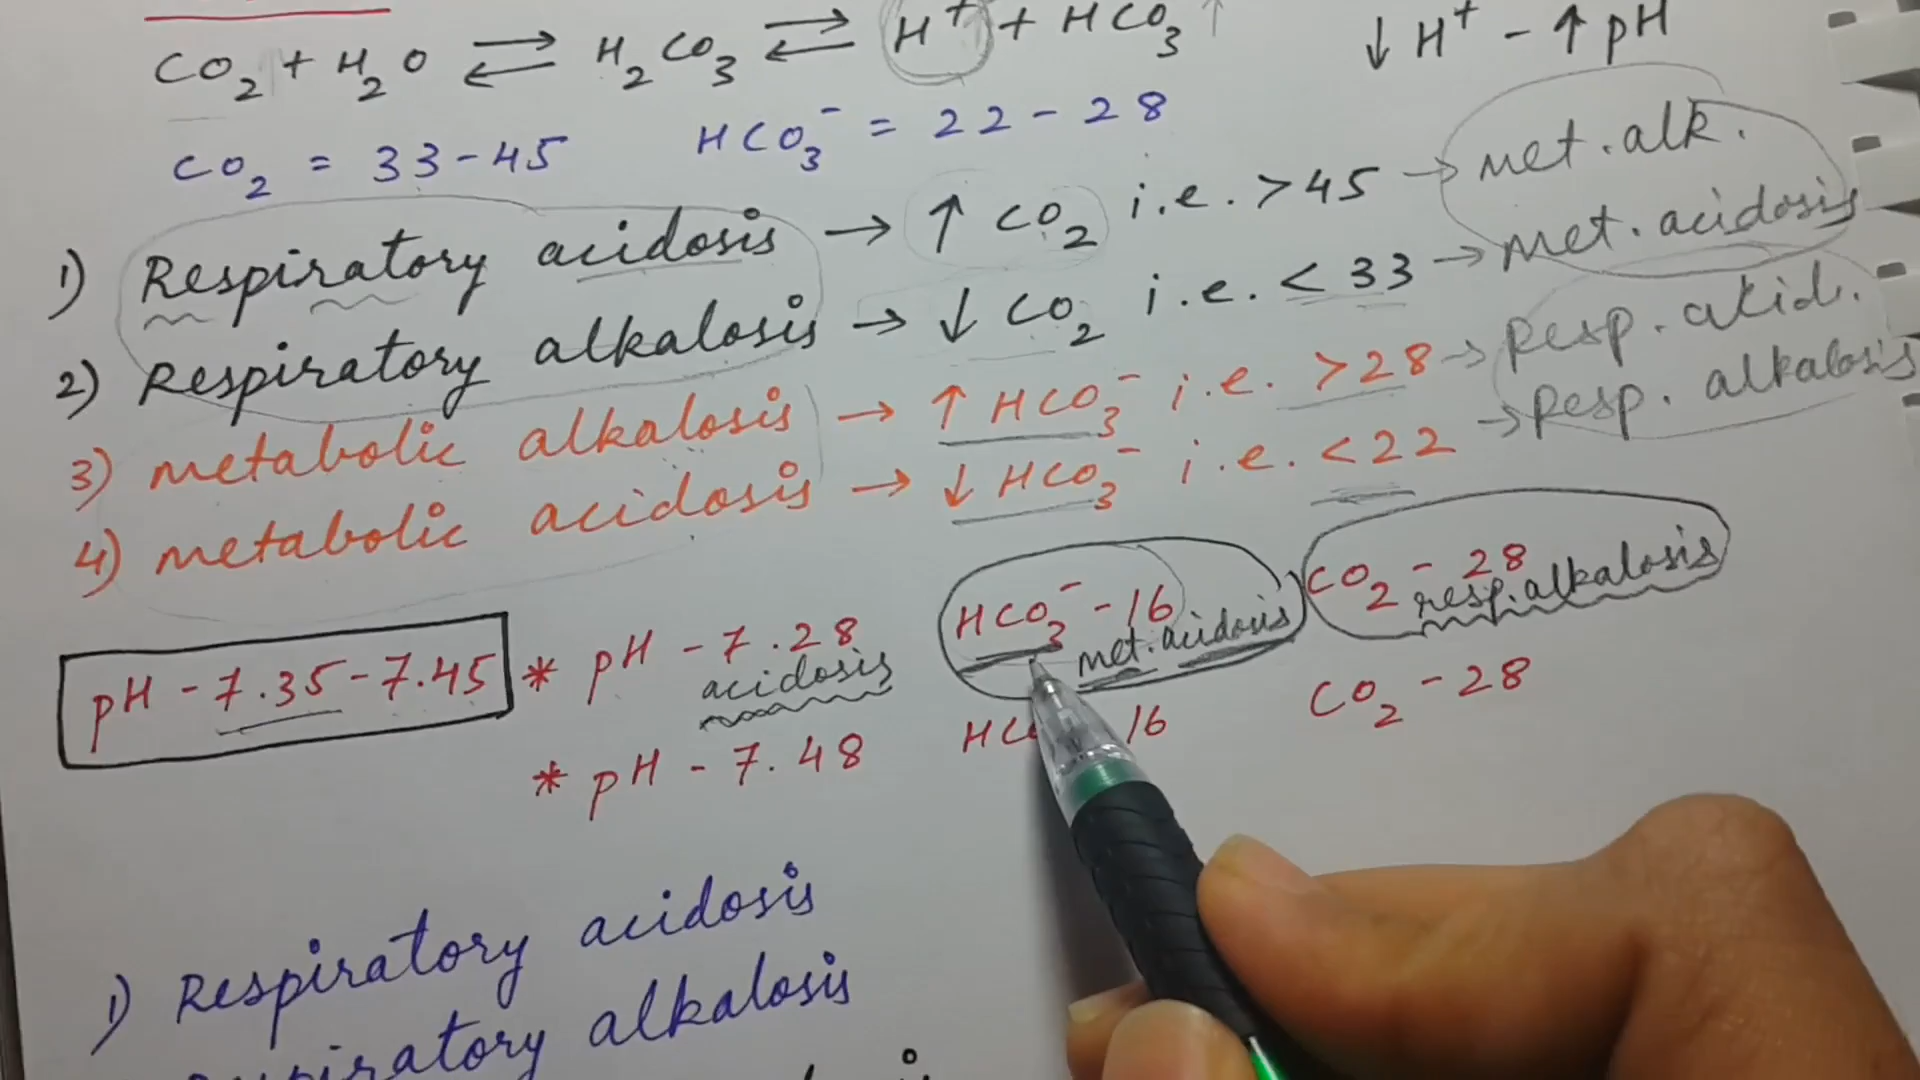 CO2 + H2O ⇌ H2CO3 ⇌ H+ + HCO3 ↑ ↓ H+ - ↑ pH
CO2 = 33-45 HCO3- = 22-28
1) Respiratory acidosis → ↑ CO2 i.e. >45 → met. alk.
2) Respiratory alkalosis → ↓ CO2 i.e. < 33 → met. acidosis
3) metabolic alkalosis → ↑ HCO3- i.e. >28 → Resp. acid.
4) metabolic acidosis → ↓ HCO3- i.e. <22 → Resp. alkalosis
pH - 7.35-7.45 * pH - 7.28 HCO3- - 16 CO2 - 28
acidosis met. acidosis resp. alkalosis
* pH - 7.48 16 CO2 - 28
1) Respiratory acidosis
alkalosis